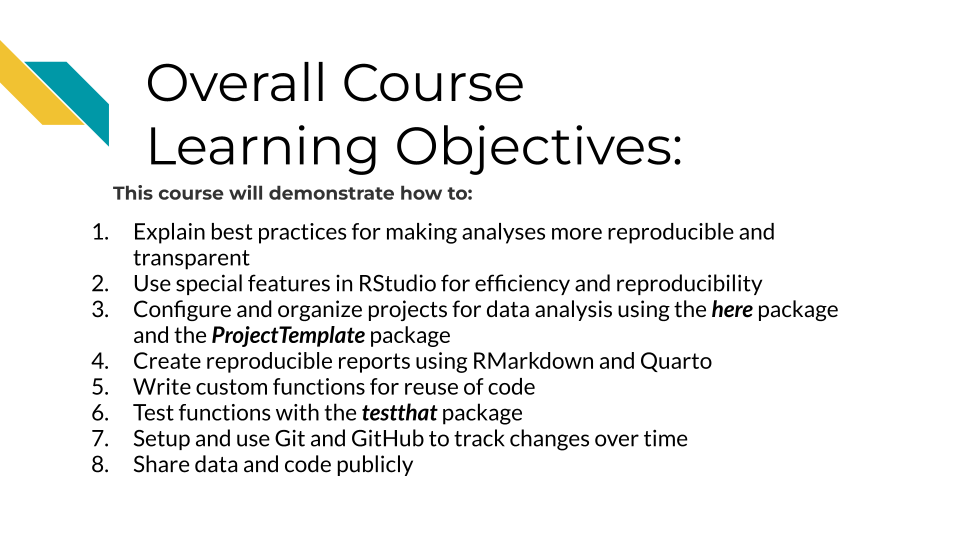 Overall Course
Learning Objectives:
This course will demonstrate how to:
1. Explain best practices for making analyses more reproducible and
transparent
2. Use special features in RStudio for efficiency and reproducibility
3. Configure and organize projects for data analysis using the here package
and the ProjectTemplate package
4. Create reproducible reports using RMarkdown and Quarto
5. Write custom functions for reuse of code
6. Test functions with the testthat package
7. Setup and use Git and GitHub to track changes over time
8. Share data and code publicly